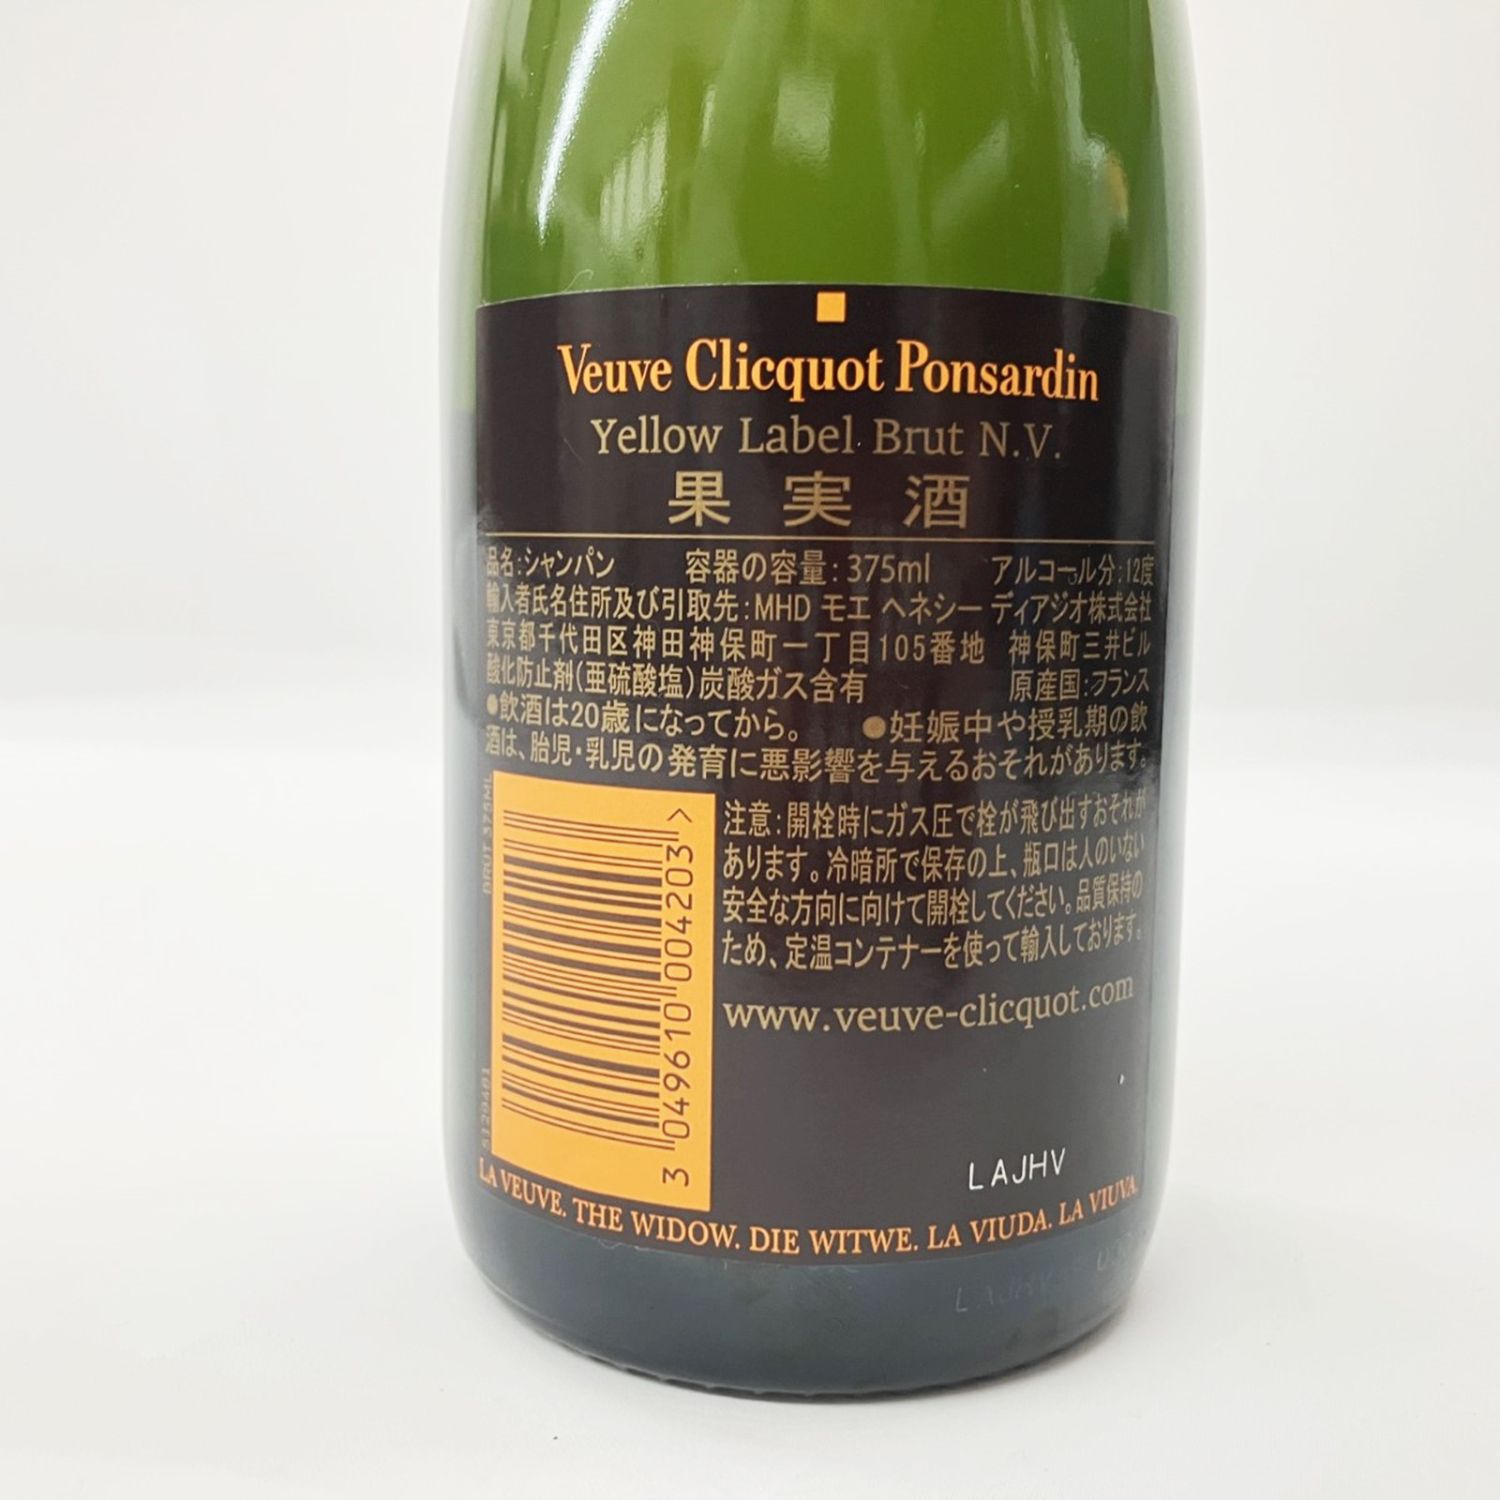 Veuve Clicquot Ponsardin
Yellow Label Brut N.V.
果実酒
品名:シャンパン 容器の容量:375ml アルコール分:12度
輸入者氏名住所及び引取先:MHD モエ ヘネシー ディアジオ株式会社
東京都千代田区神田神保町一丁目105番地 神保町三井ビル
酸化防止剤(亜硫酸塩)炭酸ガス含有 原産国:フランス
●飲酒は20歳になってから。 ●妊娠中や授乳期の飲
酒は、胎児・乳児の発育に悪影響を与えるおそれがあります。
注意:開栓時にガス圧で栓が飛び出すおそれが
あります。冷暗所で保存の上、瓶口は人のいない
安全な方向に向けて開栓してください。品質保持の
ため、定温コンテナーを使って輸入しております。
www.veuve-clicquot.com
BRUT 375ML
3 049610 004203 >
LAJHV
LA VEUVE. THE WIDOW. DIE WITWE. LA VIUDA. LA VIUVA.